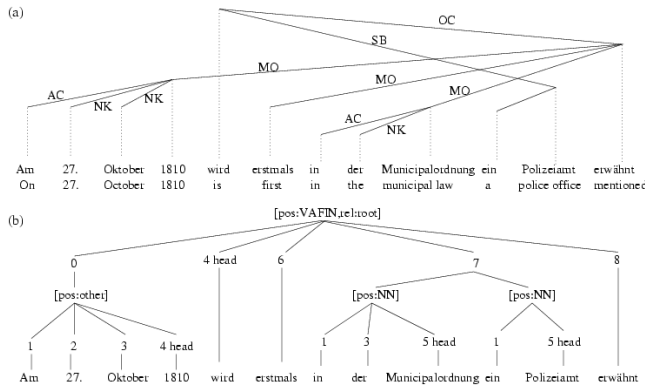 (a)
OC
SB
MO
MO
AC
NK
NK
MO
AC
NK
Am 27. Oktober 1810 wird erstmals in der Municipalordnung ein Polizeiamt erwähnt
On 27. October 1810 is first in the municipal law a police office mentioned
(b) [pos:VAFIN,rel:root]
0 4 head 6 7 8
[pos:other] [pos:NN] [pos:NN]
1 2 3 4 head 1 3 5 head 1 5 head
Am 27. Oktober 1810 wird erstmals in der Municipalordnung ein Polizeiamt erwähnt